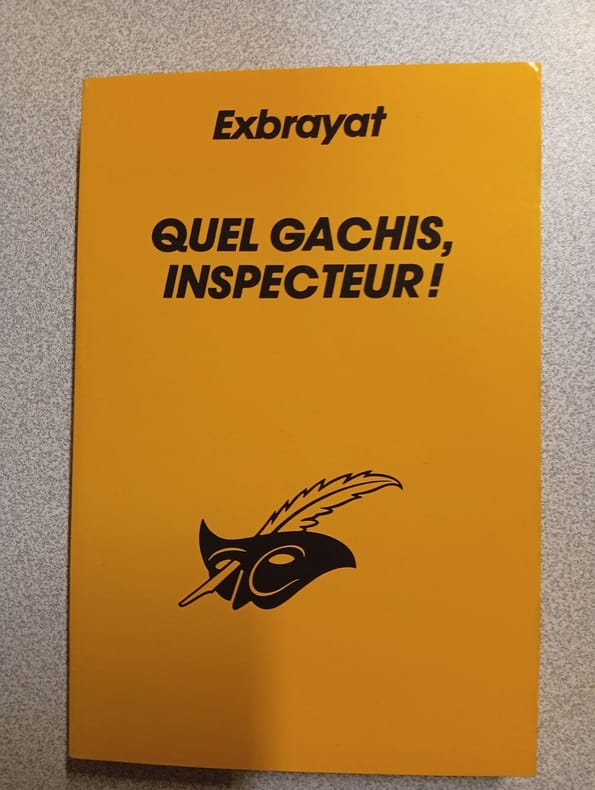 Exbrayat
QUEL GACHIS,
INSPECTEUR !